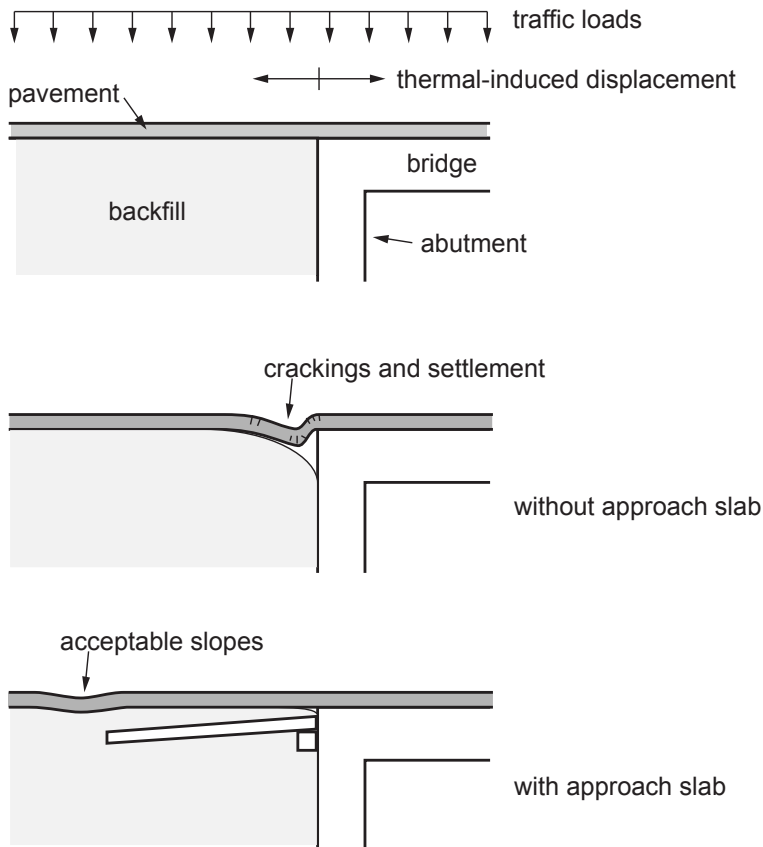 traffic loads
thermal-induced displacement
pavement
bridge
backfill
abutment
crackings and settlement
without approach slab
acceptable slopes
with approach slab